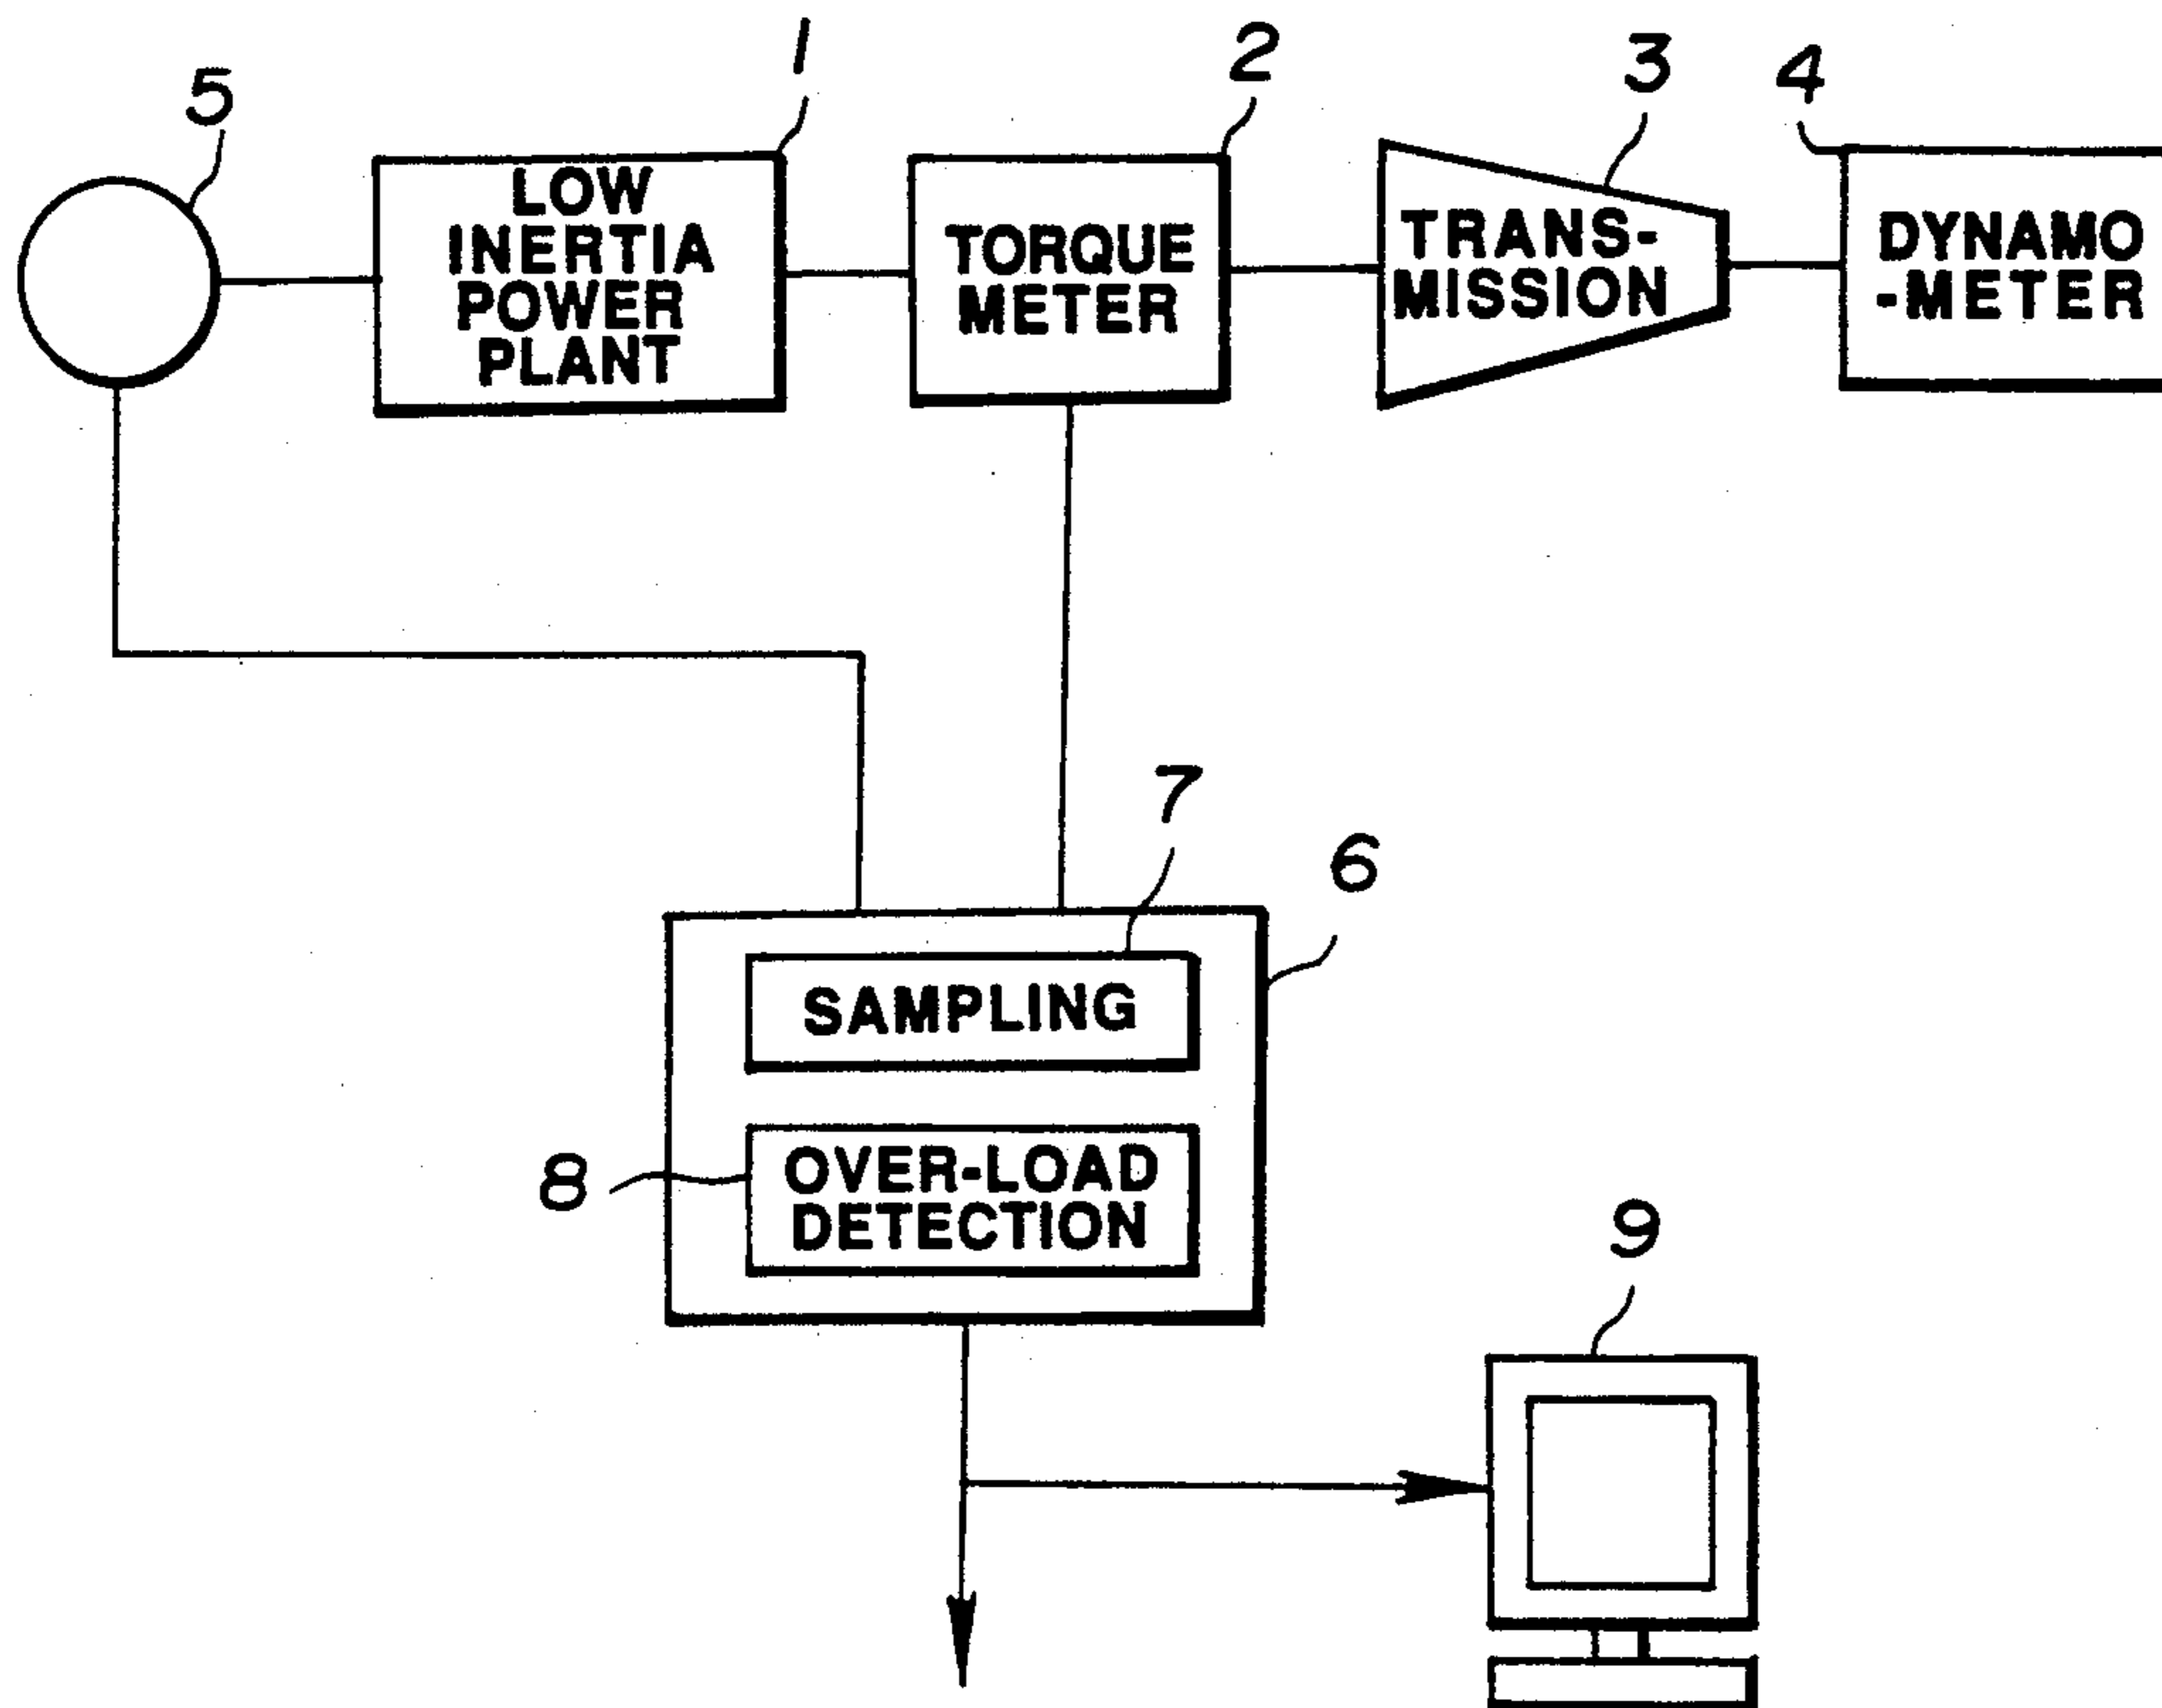 5
1
2
3
4
LOW
INERTIA
POWER
PLANT
TORQUE
METER
TRANS-
MISSION
DYNAMO
-METER
7
6
SAMPLING
8
OVER-LOAD
DETECTION
9